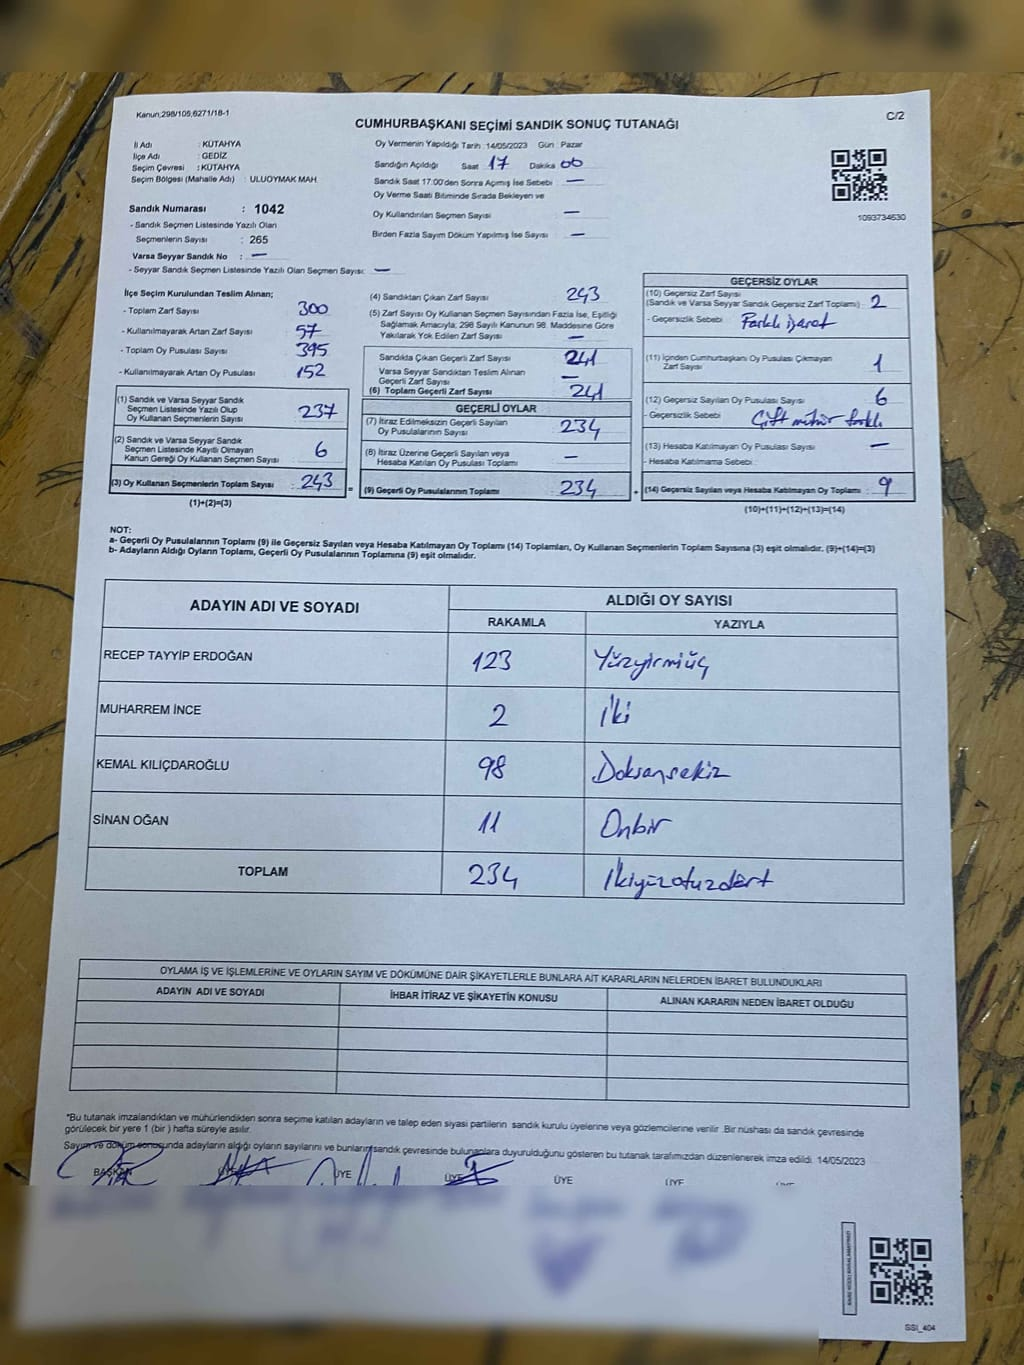 Kanun;298/105,6271/18-1
C/2
CUMHURBAŞKANI SEÇİMİ SANDIK SONUÇ TUTANAĞI
İl Adı : KÜTAHYA
İlçe Adı : GEDİZ
Seçim Çevresi : KÜTAHYA
Seçim Bölgesi (Mahalle Adı) : ULUOYMAK MAH.
Sandık Numarası : 1042
- Sandık Seçmen Listesinde Yazılı Olan
Seçmenlerin Sayısı : 265
Varsa Seyyar Sandık No : —
- Seyyar Sandık Seçmen Listesinde Yazılı Olan Seçmen Sayısı: —
Oy Vermenin Yapıldığı Tarih : 14/05/2023 Gün : Pazar
Sandığın Açıldığı Saat 17 Dakika 00
Sandık Saat 17:00'den Sonra Açımış İse Sebebi : —
Oy Verme Saati Bitiminde Sırada Bekleyen ve
Oy Kullandırılan Seçmen Sayısı : —
Birden Fazla Sayım Döküm Yapılmış İse Sayısı : —
1093734630
İlçe Seçim Kurulundan Teslim Alınan;
- Toplam Zarf Sayısı : 300
- Kullanılmayarak Artan Zarf Sayısı : 57
- Toplam Oy Pusulası Sayısı : 395
- Kullanılmayarak Artan Oy Pusulası : 152
(1) Sandık ve Varsa Seyyar Sandık
Seçmen Listesinde Yazılı Olup
Oy Kullanan Seçmenlerin Sayısı : 237
(2) Sandık ve Varsa Seyyar Sandık
Seçmen Listesinde Kayıtlı Olmayan
Kanun Gereği Oy Kullanan Seçmen Sayısı : 6
(3) Oy Kullanan Seçmenlerin Toplam Sayısı : 243
(1)+(2)=(3)
(4) Sandıktan Çıkan Zarf Sayısı : 243
(5) Zarf Sayısı Oy Kullanan Seçmen Sayısından Fazla İse, Eşitliği
Sağlamak Amacıyla; 298 Sayılı Kanunun 98. Maddesine Göre
Yakılarak Yok Edilen Zarf Sayısı : —
Sandıkta Çıkan Geçerli Zarf Sayısı : 241
Varsa Seyyar Sandıktan Teslim Alınan
Geçerli Zarf Sayısı : —
(6) Toplam Geçerli Zarf Sayısı : 241
GEÇERLİ OYLAR
(7) İtiraz Edilmeksizin Geçerli Sayılan
Oy Pusulalarının Sayısı : 234
(8) İtiraz Üzerine Geçerli Sayılan veya
Hesaba Katılan Oy Pusulası Toplamı : —
= (9) Geçerli Oy Pusulalarının Toplamı : 234
GEÇERSİZ OYLAR
(10) Geçersiz Zarf Sayısı
(Sandık ve Varsa Seyyar Sandık Geçersiz Zarf Toplamı) : 2
- Geçersizlik Sebebi : Farklı işaret
(11) İçinden Cumhurbaşkanı Oy Pusulası Çıkmayan
Zarf Sayısı : 1
(12) Geçersiz Sayılan Oy Pusulası Sayısı : 6
- Geçersizlik Sebebi : Çift mühür farklı
(13) Hesaba Katılmayan Oy Pusulası Sayısı : —
- Hesaba Katılmama Sebebi :
+ (14) Geçersiz Sayılan veya Hesaba Katılmayan Oy Toplamı : 9
(10)+(11)+(12)+(13)=(14)
NOT:
a- Geçerli Oy Pusulalarının Toplamı (9) ile Geçersiz Sayılan veya Hesaba Katılmayan Oy Toplamı (14) Toplamları, Oy Kullanan Seçmenlerin Toplam Sayısına (3) eşit olmalıdır. (9)+(14)=(3)
b- Adayların Aldığı Oyların Toplamı, Geçerli Oy Pusulalarının Toplamına (9) eşit olmalıdır.
ADAYIN ADI VE SOYADI
ALDIĞI OY SAYISI
RAKAMLA YAZIYLA
RECEP TAYYİP ERDOĞAN 123 Yüzyirmiüç
MUHARREM İNCE 2 İki
KEMAL KILIÇDAROĞLU 98 Doksansekiz
SİNAN OĞAN 11 Onbir
TOPLAM 234 İkiyüzotuzdört
OYLAMA İŞ VE İŞLEMLERİNE VE OYLARIN SAYIM VE DÖKÜMÜNE DAİR ŞİKAYETLERLE BUNLARA AİT KARARLARIN NELERDEN İBARET BULUNDUKLARI
ADAYIN ADI VE SOYADI İHBAR İTİRAZ VE ŞİKAYETİN KONUSU ALINAN KARARIN NEDEN İBARET OLDUĞU
*Bu tutanak imzalandıktan ve mühürlendikten sonra seçime katılan adayların ve talep eden siyasi partilerin sandık kurulu üyelerine veya gözlemcilerine verilir .Bir nüshası da sandık çevresinde
görülecek bir yere 1 (bir ) hafta süreyle asılır.
Sayım ve döküm sonucunda adayların aldığı oyların sayılarını ve bunların sandık çevresinde bulunanlara duyurulduğunu gösteren bu tutanak tarafımızdan düzenlenerek imza edildi. 14/05/2023
BAŞKAN ÜYE ÜYE ÜYE ÜYE ÜYE ÜYE
SSI_404